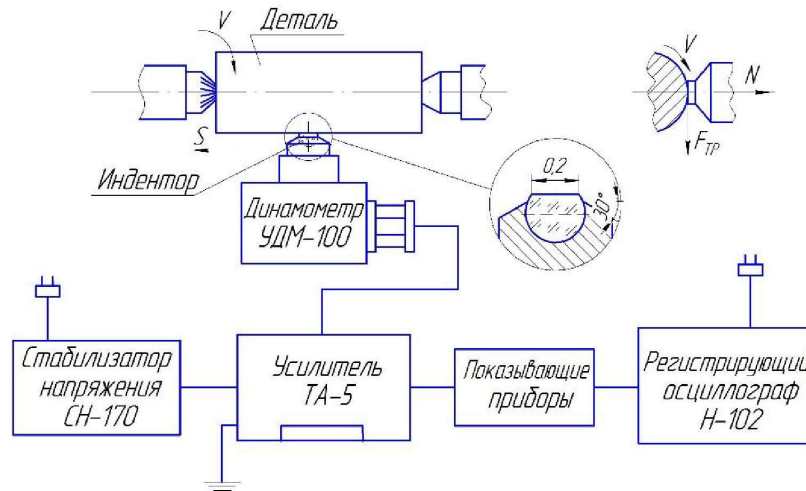 V
Деталь
V
N
S
Fтр
Индентор
0,2
30°
Динамометр
УДМ-100
Стабилизатор
напряжения
СН-170
Усилитель
ТА-5
Показывающие
приборы
Регистрирующий
осциллограф
Н-102